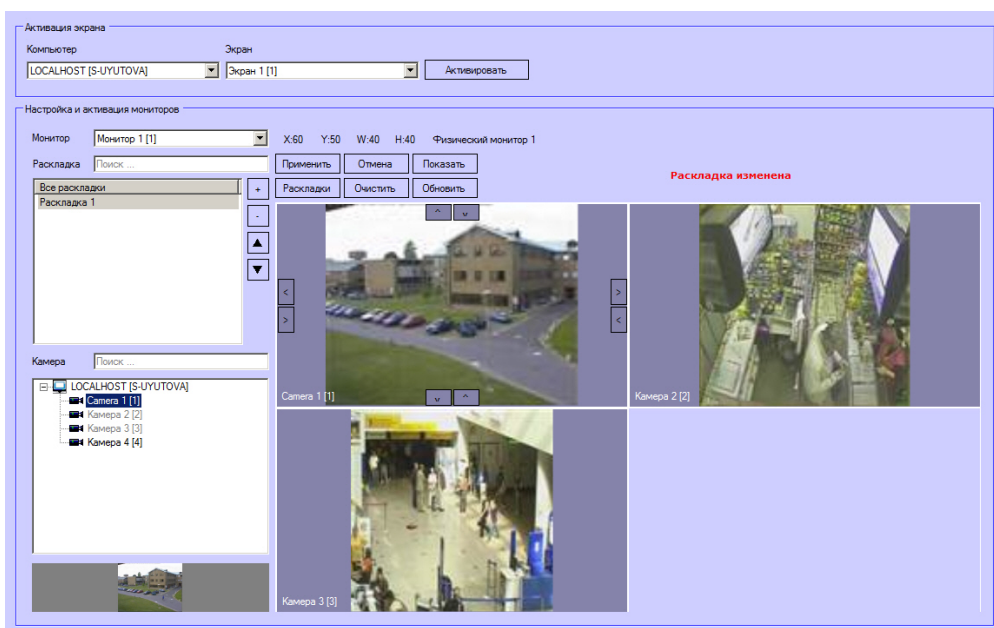 Активация экрана
Компьютер Экран
LOCALHOST [S-UYUTOVA] Экран 1 [1] Активировать
Настройка и активация мониторов
Монитор Монитор 1 [1] X:60 Y:50 W:40 H:40 Физический монитор 1
Раскладка Поиск ... Применить Отмена Показать
Раскладка изменена
Все раскладки + Раскладки Очистить Обновить
Раскладка 1
-
^ v
▲
▼
< >
> <
Камера Поиск ...
LOCALHOST [S-UYUTOVA]
Camera 1 [1]
Камера 2 [2]
Камера 3 [3]
Камера 4 [4]
Camera 1 [1] v ^ Камера 2 [2]
Камера 3 [3]